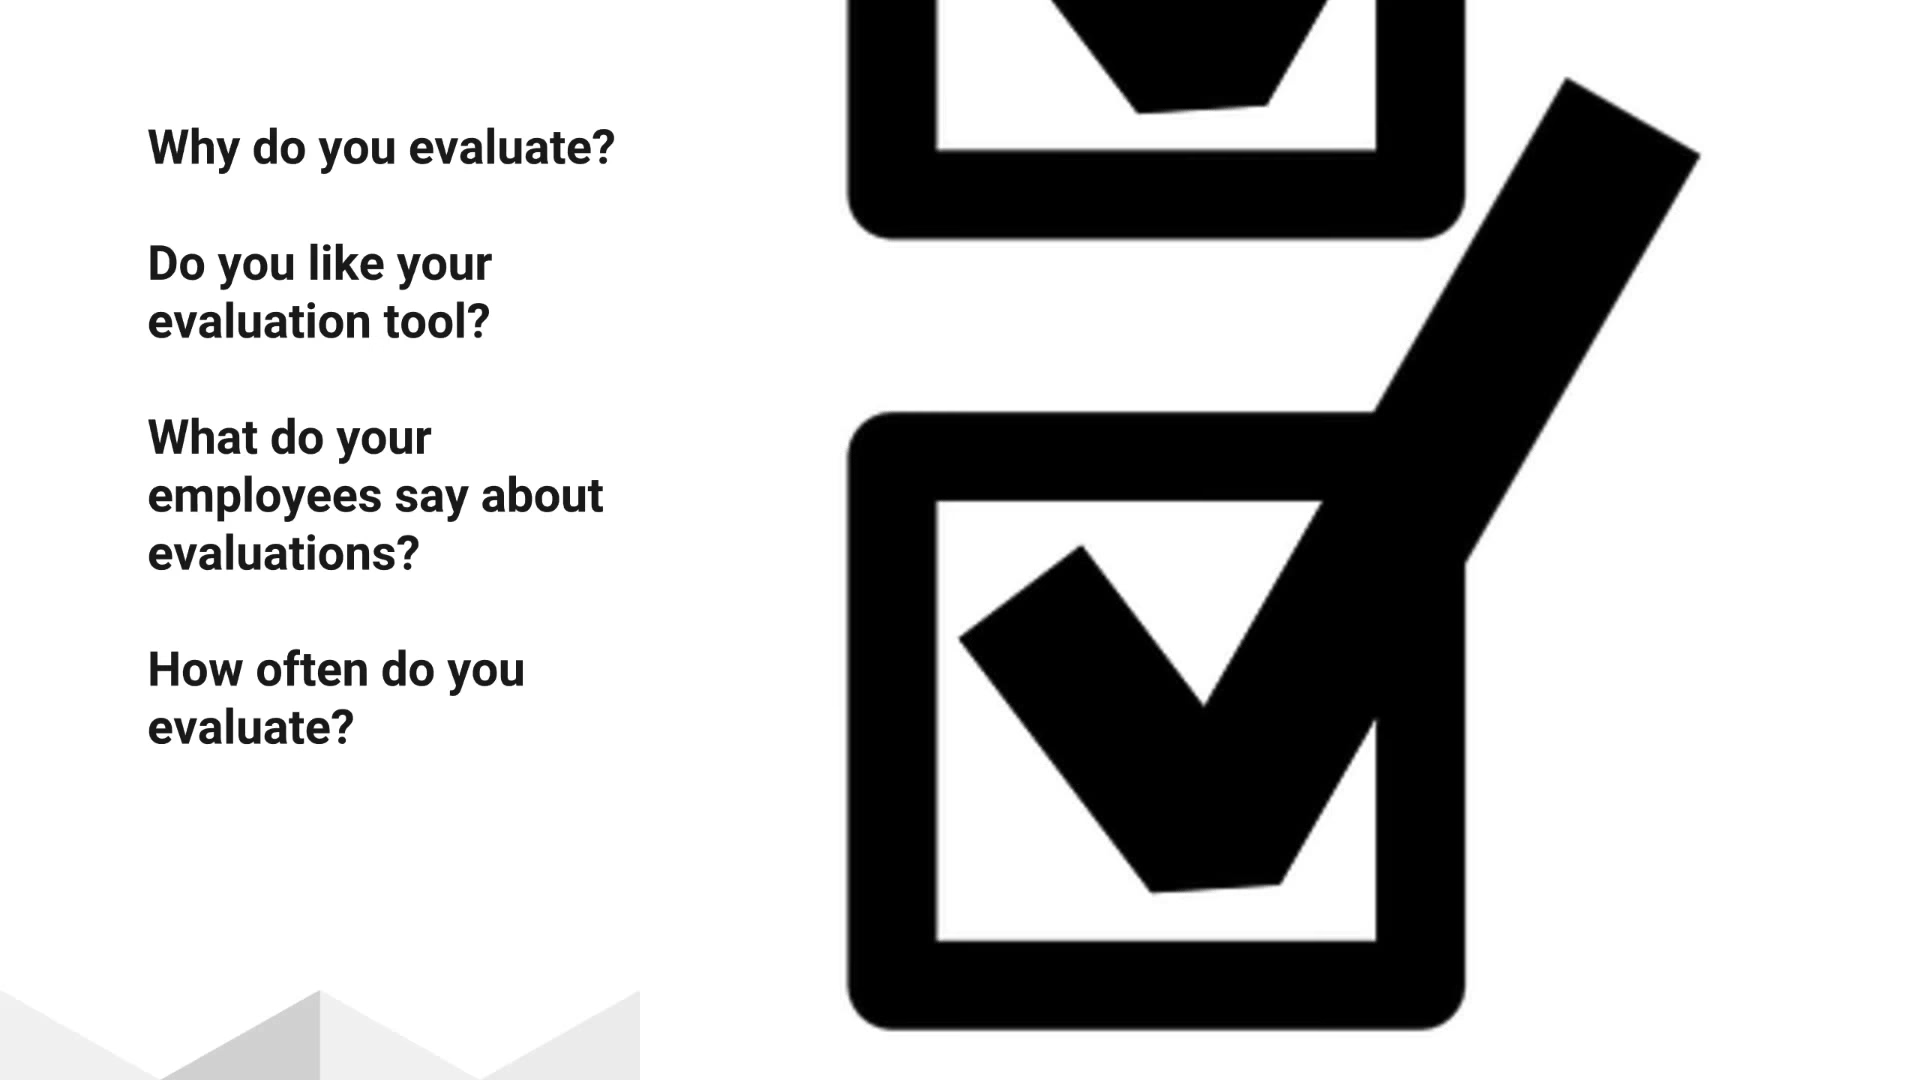 Why do you evaluate?
Do you like your
evaluation tool?
What do your
employees say about
evaluations?
How often do you
evaluate?